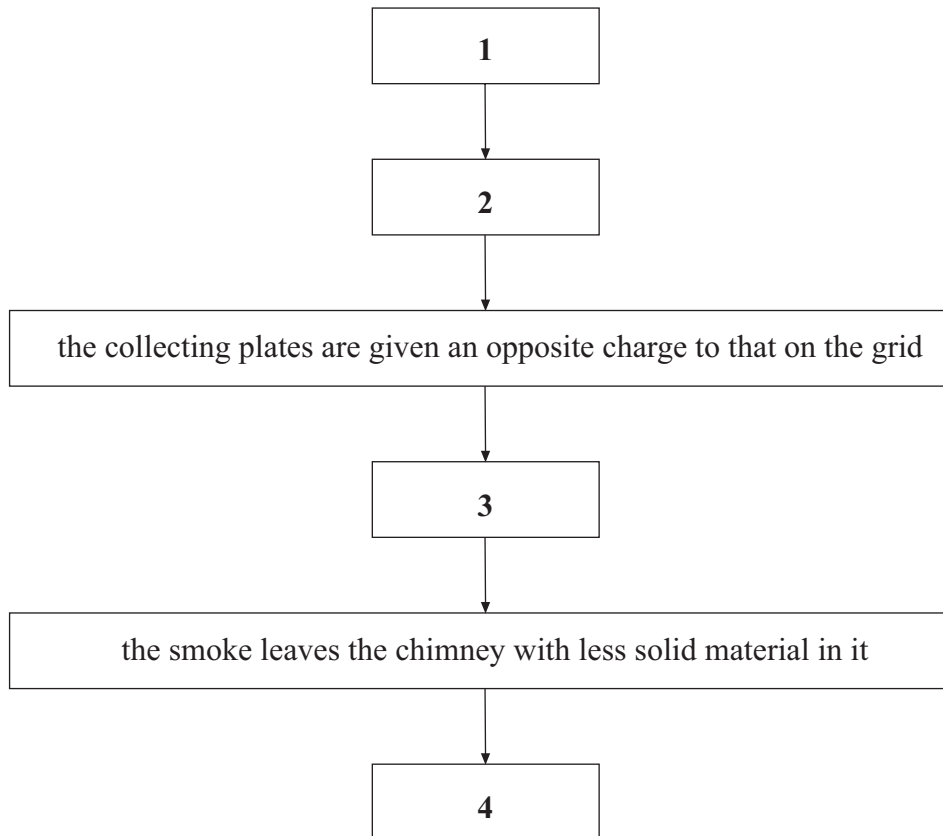 1
2
the collecting plates are given an opposite charge to that on the grid
3
the smoke leaves the chimney with less solid material in it
4